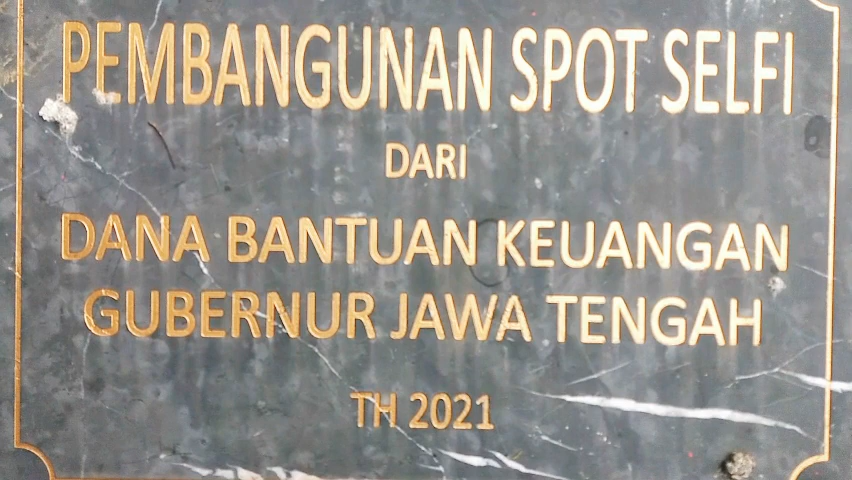 PEMBANGUNAN SPOT SELFI
DARI
DANA BANTUAN KEUANGAN
GUBERNUR JAWA TENGAH
TH 2021